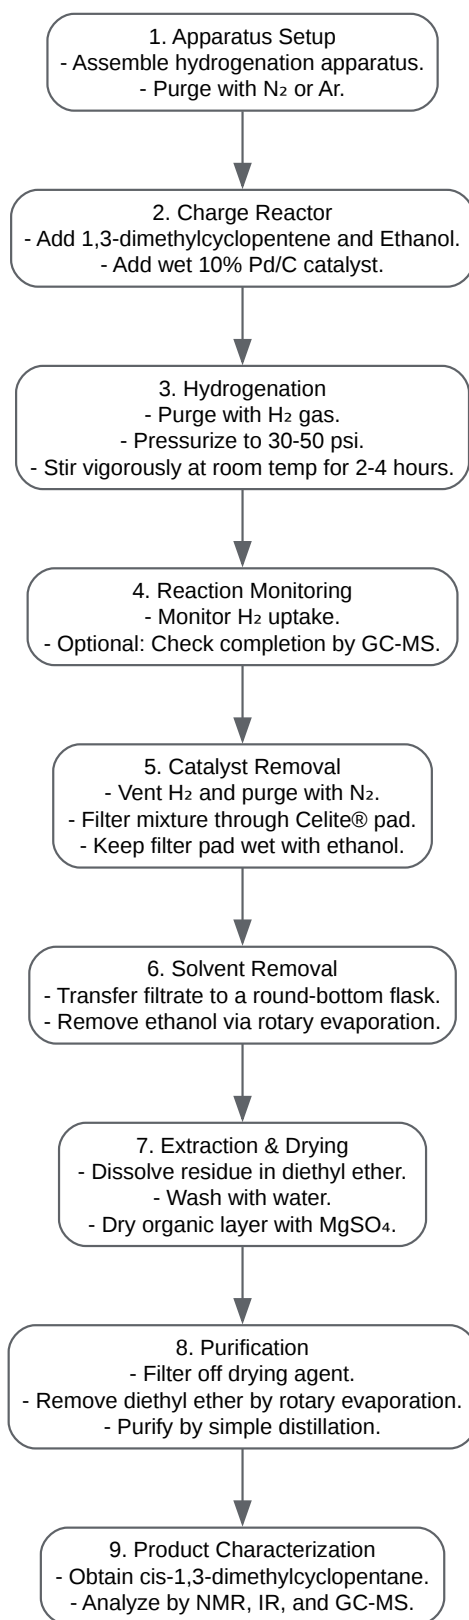 1. Apparatus Setup
- Assemble hydrogenation apparatus.
- Purge with N₂ or Ar.
2. Charge Reactor
- Add 1,3-dimethylcyclopentene and Ethanol.
- Add wet 10% Pd/C catalyst.
3. Hydrogenation
- Purge with H₂ gas.
- Pressurize to 30-50 psi.
- Stir vigorously at room temp for 2-4 hours.
4. Reaction Monitoring
- Monitor H₂ uptake.
- Optional: Check completion by GC-MS.
5. Catalyst Removal
- Vent H₂ and purge with N₂.
- Filter mixture through Celite® pad.
- Keep filter pad wet with ethanol.
6. Solvent Removal
- Transfer filtrate to a round-bottom flask.
- Remove ethanol via rotary evaporation.
7. Extraction & Drying
- Dissolve residue in diethyl ether.
- Wash with water.
- Dry organic layer with MgSO₄.
8. Purification
- Filter off drying agent.
- Remove diethyl ether by rotary evaporation.
- Purify by simple distillation.
9. Product Characterization
- Obtain cis-1,3-dimethylcyclopentane.
- Analyze by NMR, IR, and GC-MS.